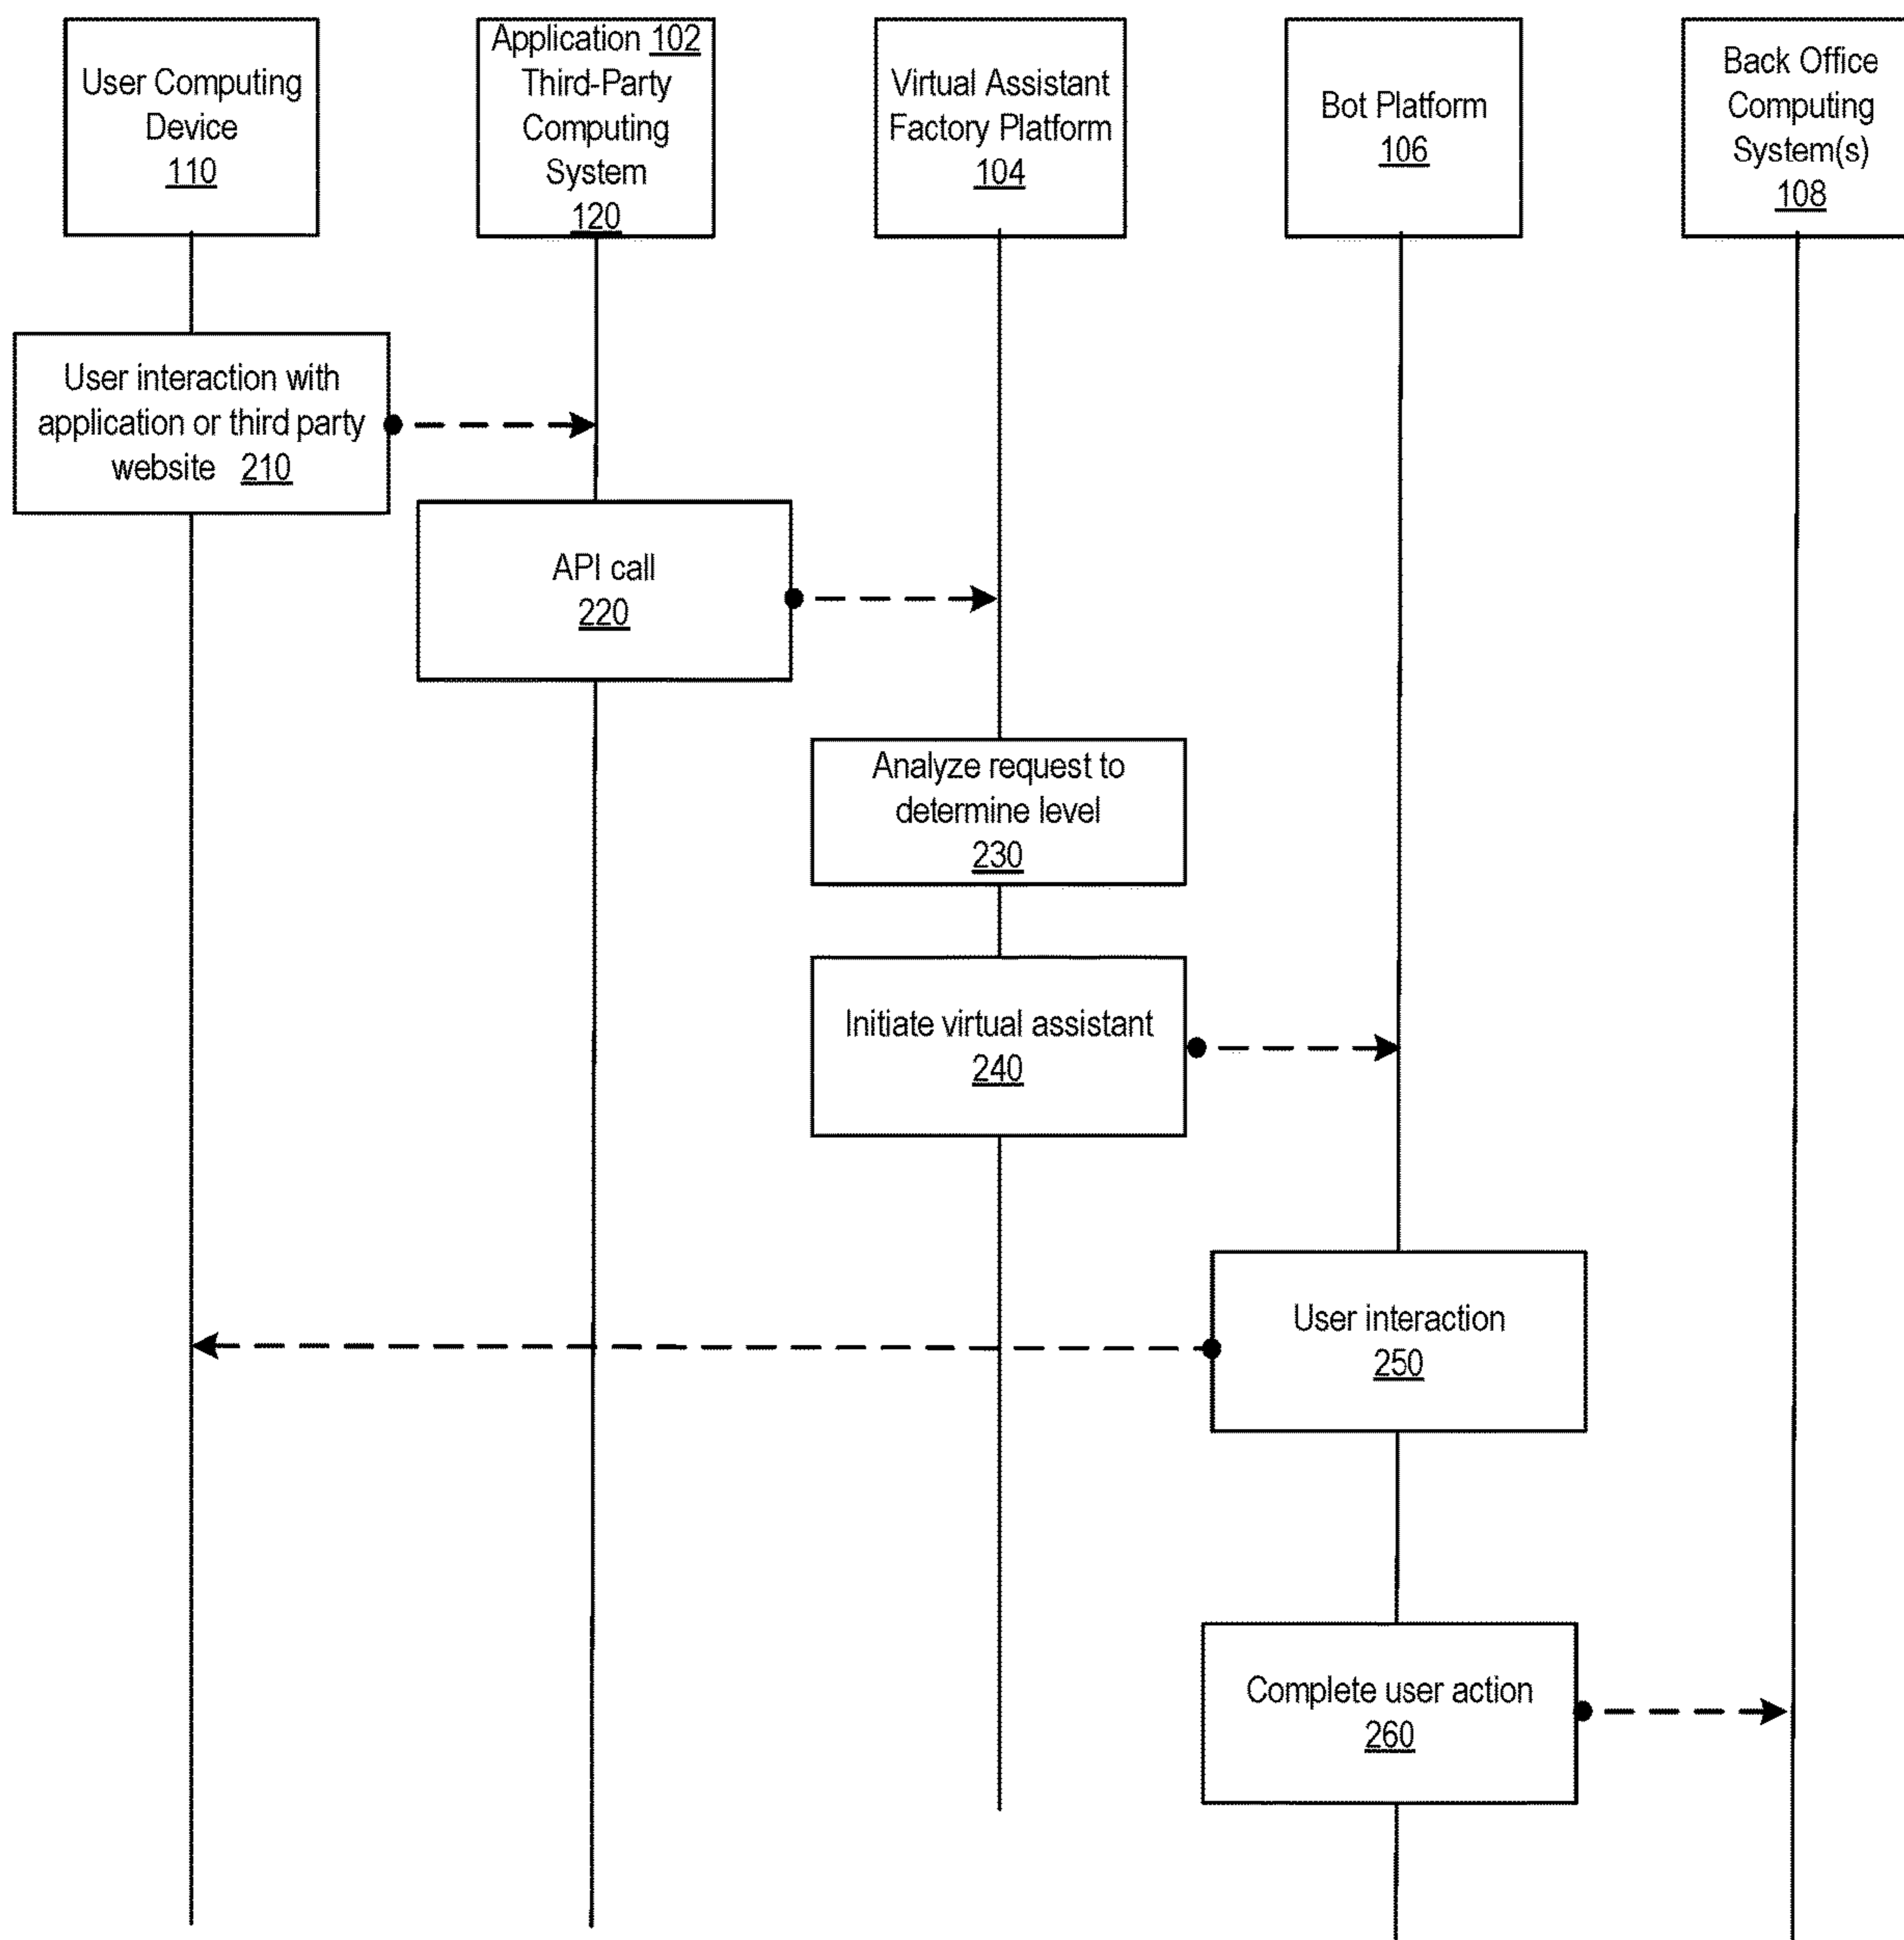 User Computing
Device
110
Application 102
Third-Party
Computing
System
120
Virtual Assistant
Factory Platform
104
Bot Platform
106
Back Office
Computing
System(s)
108
User interaction with
application or third party
website 210
API call
220
Analyze request to
determine level
230
Initiate virtual assistant
240
User interaction
250
Complete user action
260